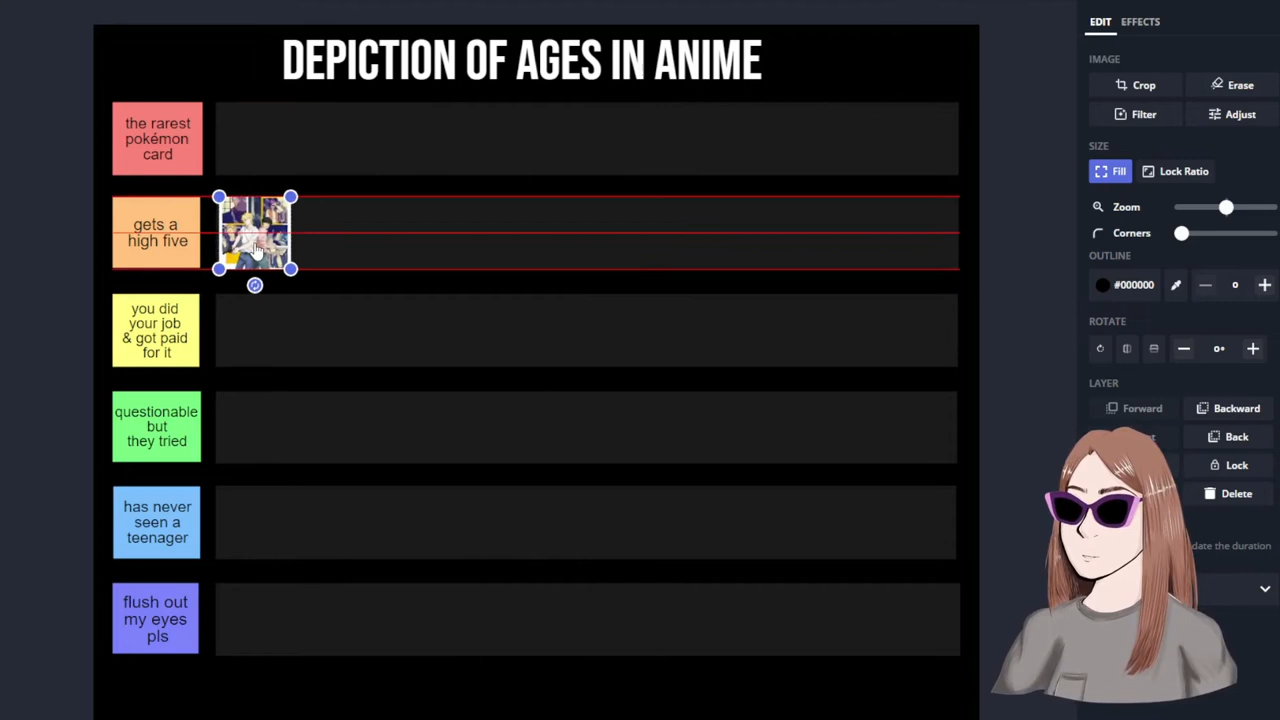 DEPICTION OF AGES IN ANIME
the rarest
pokémon
card
gets a
high five
you did
your job
& got paid
for it
questionable
but
they tried
has never
seen a
teenager
flush out
my eyes
pls
EDIT EFFECTS
IMAGE
Crop Erase
Filter Adjust
SIZE
Fill Lock Ratio
Zoom
Corners
OUTLINE
#000000 0
ROTATE
0°
LAYER
Forward Backward
Back
Lock
Delete
date the duration